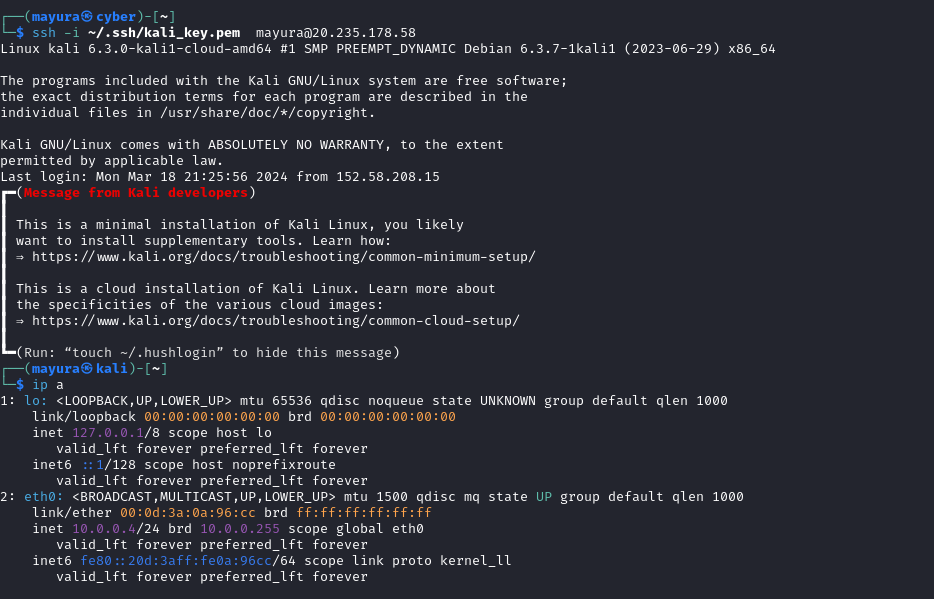 ┌──(mayura㉿cyber)-[~]
└─$ ssh -i ~/.ssh/kali_key.pem  mayura@20.235.178.58
Linux kali 6.3.0-kali1-cloud-amd64 #1 SMP PREEMPT_DYNAMIC Debian 6.3.7-1kali1 (2023-06-29) x86_64

The programs included with the Kali GNU/Linux system are free software;
the exact distribution terms for each program are described in the
individual files in /usr/share/doc/*/copyright.

Kali GNU/Linux comes with ABSOLUTELY NO WARRANTY, to the extent
permitted by applicable law.
Last login: Mon Mar 18 21:25:56 2024 from 152.58.208.15
┏━(Message from Kali developers)
┃
┃ This is a minimal installation of Kali Linux, you likely
┃ want to install supplementary tools. Learn how:
┃ ⇒ https://www.kali.org/docs/troubleshooting/common-minimum-setup/
┃
┃ This is a cloud installation of Kali Linux. Learn more about
┃ the specificities of the various cloud images:
┃ ⇒ https://www.kali.org/docs/troubleshooting/common-cloud-setup/
┃
┗━(Run: “touch ~/.hushlogin” to hide this message)
┌──(mayura㉿kali)-[~]
└─$ ip a
1: lo: <LOOPBACK,UP,LOWER_UP> mtu 65536 qdisc noqueue state UNKNOWN group default qlen 1000
    link/loopback 00:00:00:00:00:00 brd 00:00:00:00:00:00
    inet 127.0.0.1/8 scope host lo
       valid_lft forever preferred_lft forever
    inet6 ::1/128 scope host noprefixroute
       valid_lft forever preferred_lft forever
2: eth0: <BROADCAST,MULTICAST,UP,LOWER_UP> mtu 1500 qdisc mq state UP group default qlen 1000
    link/ether 00:0d:3a:0a:96:cc brd ff:ff:ff:ff:ff:ff
    inet 10.0.0.4/24 brd 10.0.0.255 scope global eth0
       valid_lft forever preferred_lft forever
    inet6 fe80::20d:3aff:fe0a:96cc/64 scope link proto kernel_ll
       valid_lft forever preferred_lft forever